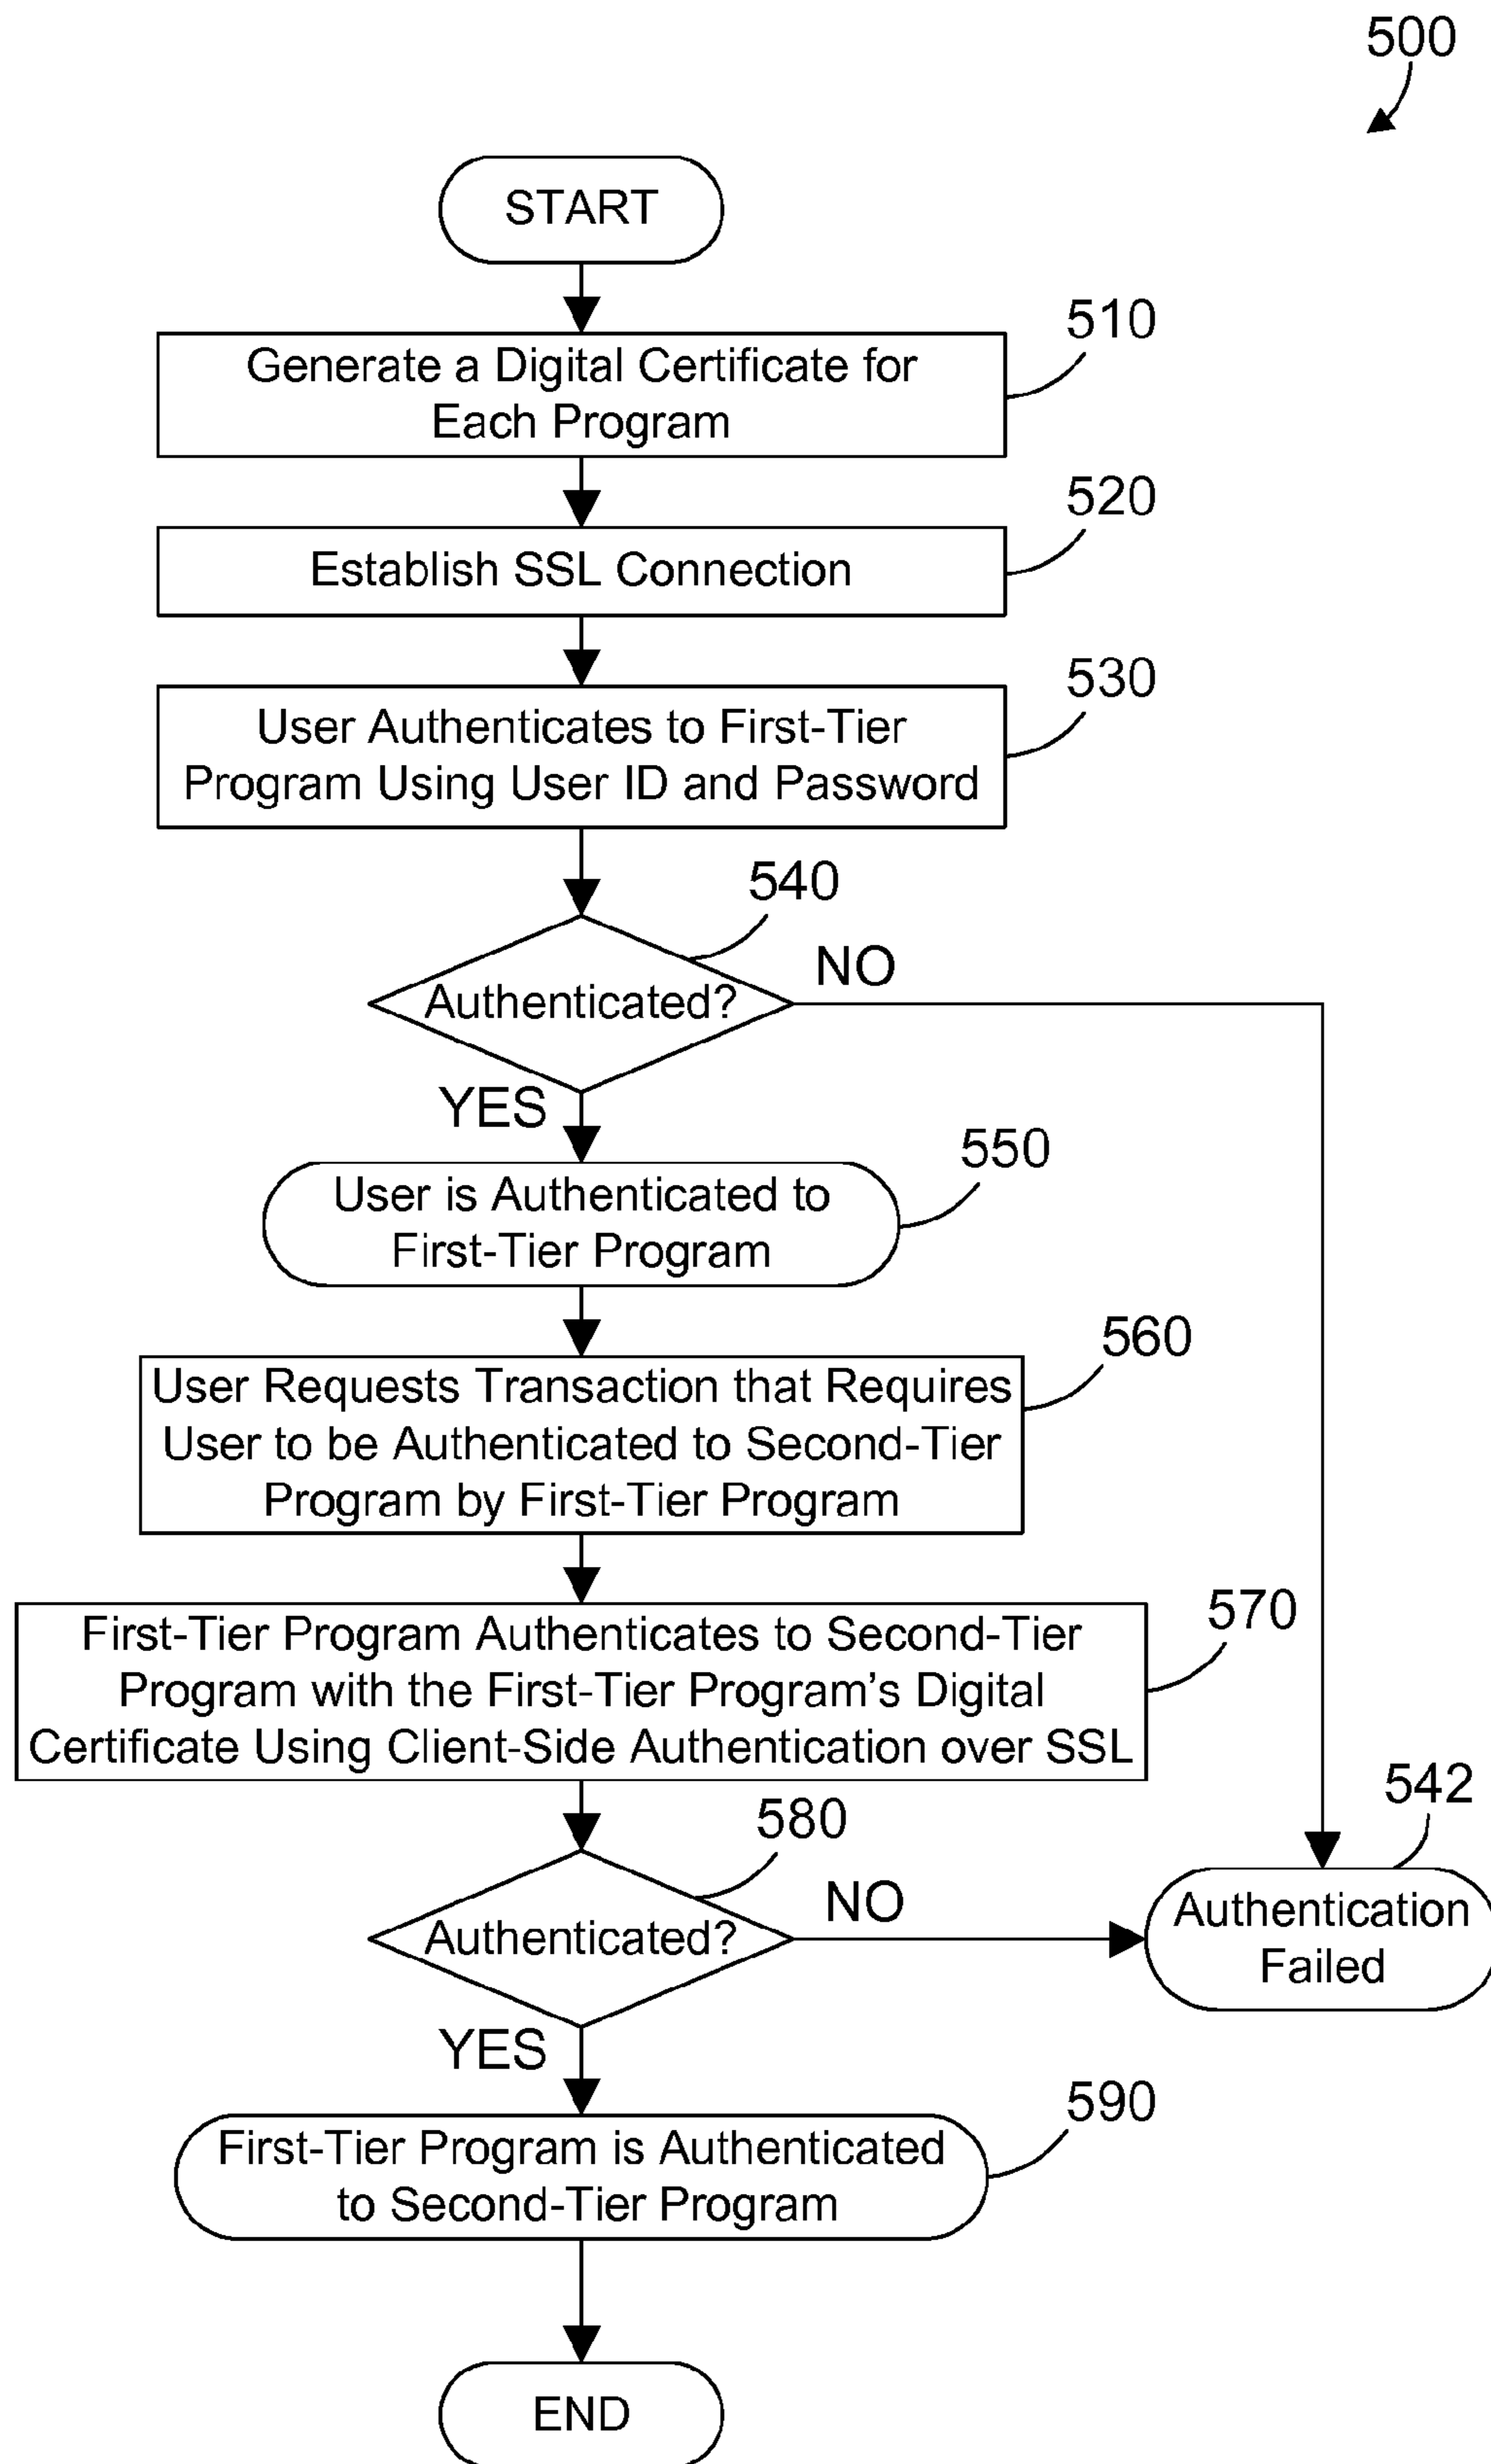 500
START
510
Generate a Digital Certificate for
Each Program
520
Establish SSL Connection
530
User Authenticates to First-Tier
Program Using User ID and Password
540
NO
Authenticated?
YES
550
User is Authenticated to
First-Tier Program
560
User Requests Transaction that Requires
User to be Authenticated to Second-Tier
Program by First-Tier Program
570
First-Tier Program Authenticates to Second-Tier
Program with the First-Tier Program’s Digital
Certificate Using Client-Side Authentication over SSL
542
580
NO
Authentication
Failed
Authenticated?
YES
590
First-Tier Program is Authenticated
to Second-Tier Program
END